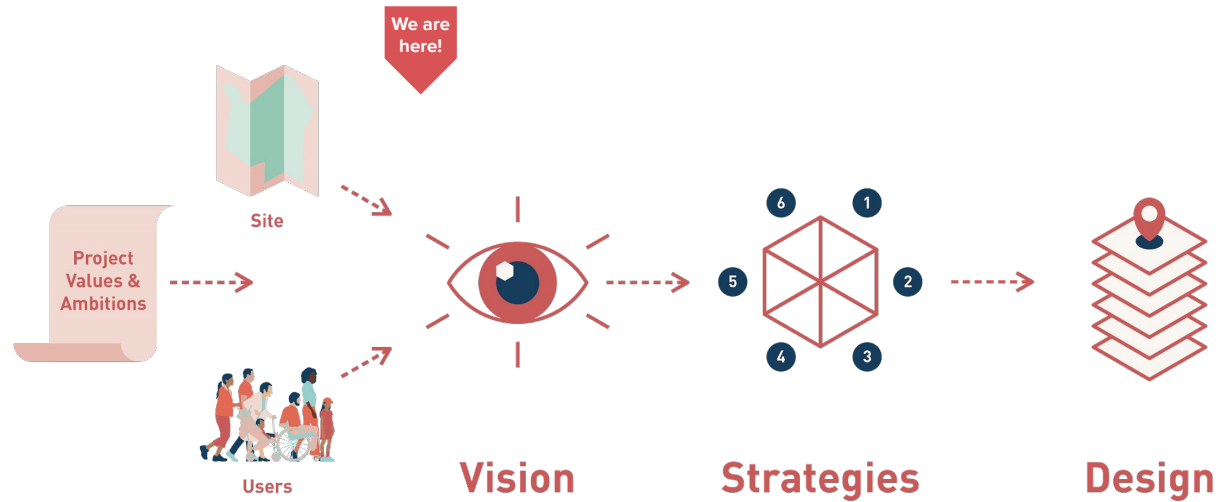 We are
here!
Site
Project
Values &
Ambitions
Users
6
1
5
2
4
3
Vision
Strategies
Design